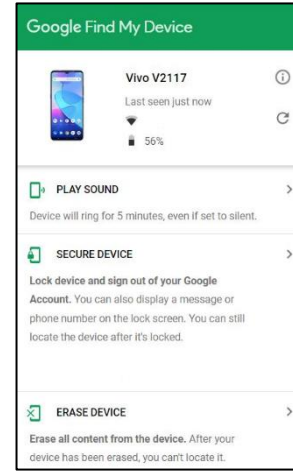 Google Find My Device
Vivo V2117
Last seen just now
56%
PLAY SOUND
Device will ring for 5 minutes, even if set to silent.
SECURE DEVICE
Lock device and sign out of your Google
Account. You can also display a message or
phone number on the lock screen. You can still
locate the device after it's locked.
ERASE DEVICE
Erase all content from the device. After your
device has been erased, you can't locate it.